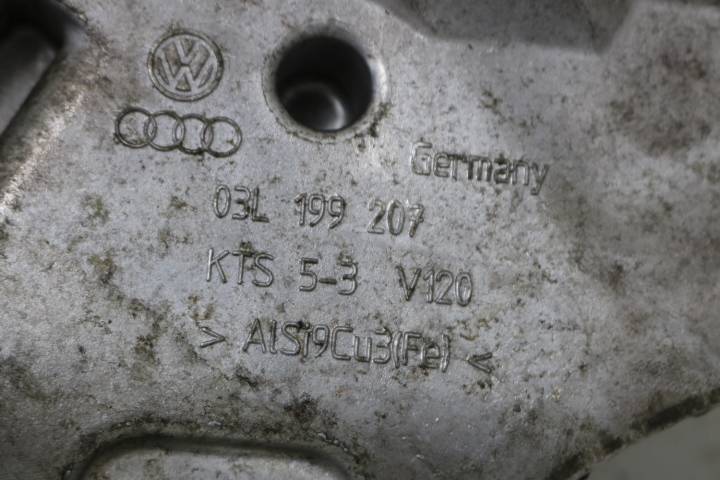 Germany
03L 199 207
KTS 5-3 V120
> AlSi9Cu3(Fe) <